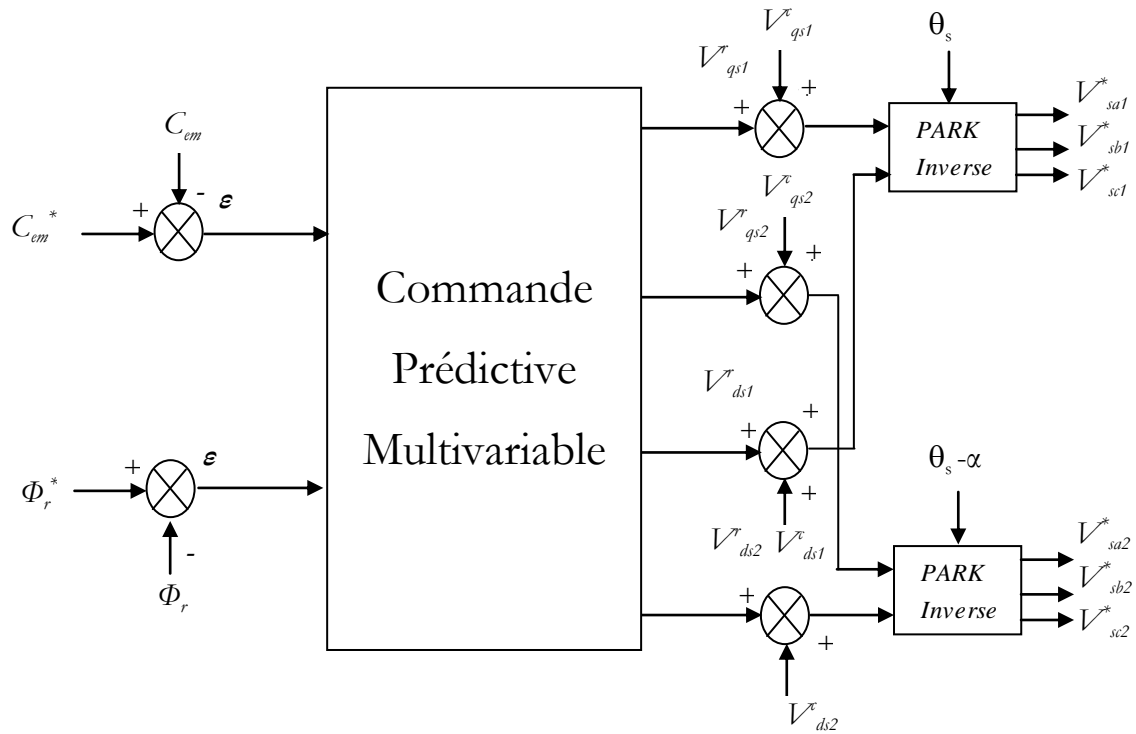 V^c_qs1
V^r_qs1
θ_s
+ +
PARK
Inverse
V^*_sa1
V^*_sb1
V^*_sc1
C_em
- ε
C_em^* +
V^c_qs2
V^r_qs2
+ +
Commande
Prédictive
Multivariable
V^r_ds1
+ +
+
V^r_ds2 V^c_ds1
Φ_r^* + ε
-
Φ_r
θ_s -α
PARK
Inverse
V^*_sa2
V^*_sb2
V^*_sc2
+
+
V^c_ds2